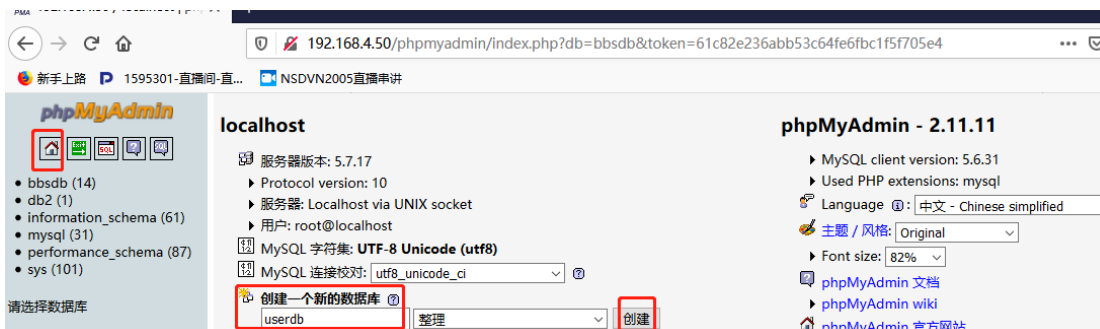 192.168.4.50/phpmyadmin/index.php?db=bbsdb&token=61c82e236abb53c64fe6fbc1f5f705e4
新手上路 1595301-直播间-直... NSDVN2005直播串讲
phpMyAdmin
localhost
phpMyAdmin - 2.11.11
Exit
SQL
SQL
服务器版本: 5.7.17
MySQL client version: 5.6.31
bbsdb (14)
Protocol version: 10
Used PHP extensions: mysql
db2 (1)
服务器: Localhost via UNIX socket
Language : 中文 - Chinese simplified
information_schema (61)
用户: root@localhost
主题 / 风格: Original
mysql (31)
MySQL 字符集: UTF-8 Unicode (utf8)
Font size: 82%
performance_schema (87)
MySQL 连接校对: utf8_unicode_ci
phpMyAdmin 文档
sys (101)
创建一个新的数据库
phpMyAdmin wiki
请选择数据库
userdb 整理 创建
phpMyAdmin 官方网站